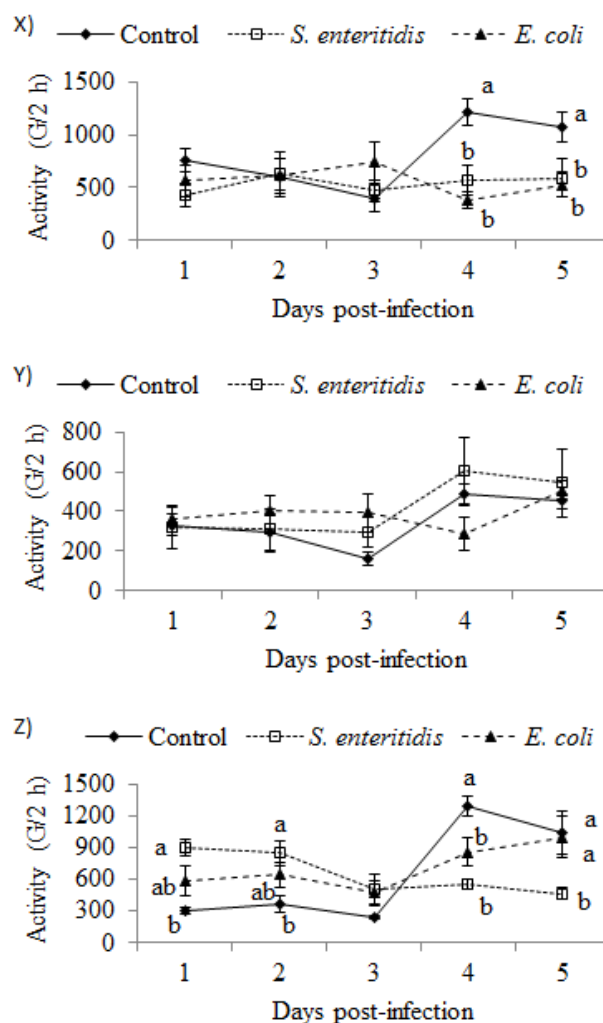 X)
Control S. enteritidis E. coli
Activity (G/2 h)
1500
1000
500
0
a
a
b
b
b
b
1 2 3 4 5
Days post-infection
Y)
Control S. enteritidis E. coli
Activity (G/2 h)
800
600
400
200
0
1 2 3 4 5
Days post-infection
Z)
Control S. enteritidis E. coli
Activity (G/2 h)
1500
1200
900
600
300
0
a
a
a
a
b
a
ab
ab
b
b
b
b
1 2 3 4 5
Days post-infection